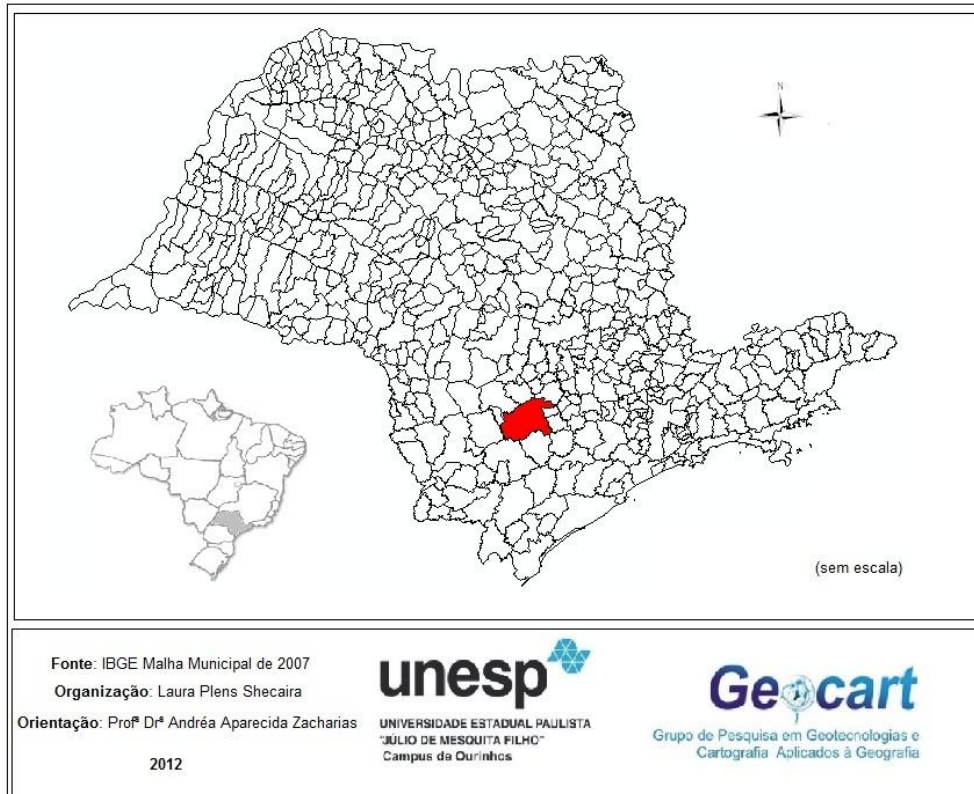 N
(sem escala)
Fonte: IBGE Malha Municipal de 2007
Organização: Laura Plens Shecaira
Orientação: Profª Drª Andréa Aparecida Zacharias
2012
unesp
UNIVERSIDADE ESTADUAL PAULISTA
"JÚLIO DE MESQUITA FILHO"
Campus de Ourinhos
Geocart
Grupo de Pesquisa em Geotecnologias e
Cartografia Aplicados à Geografia